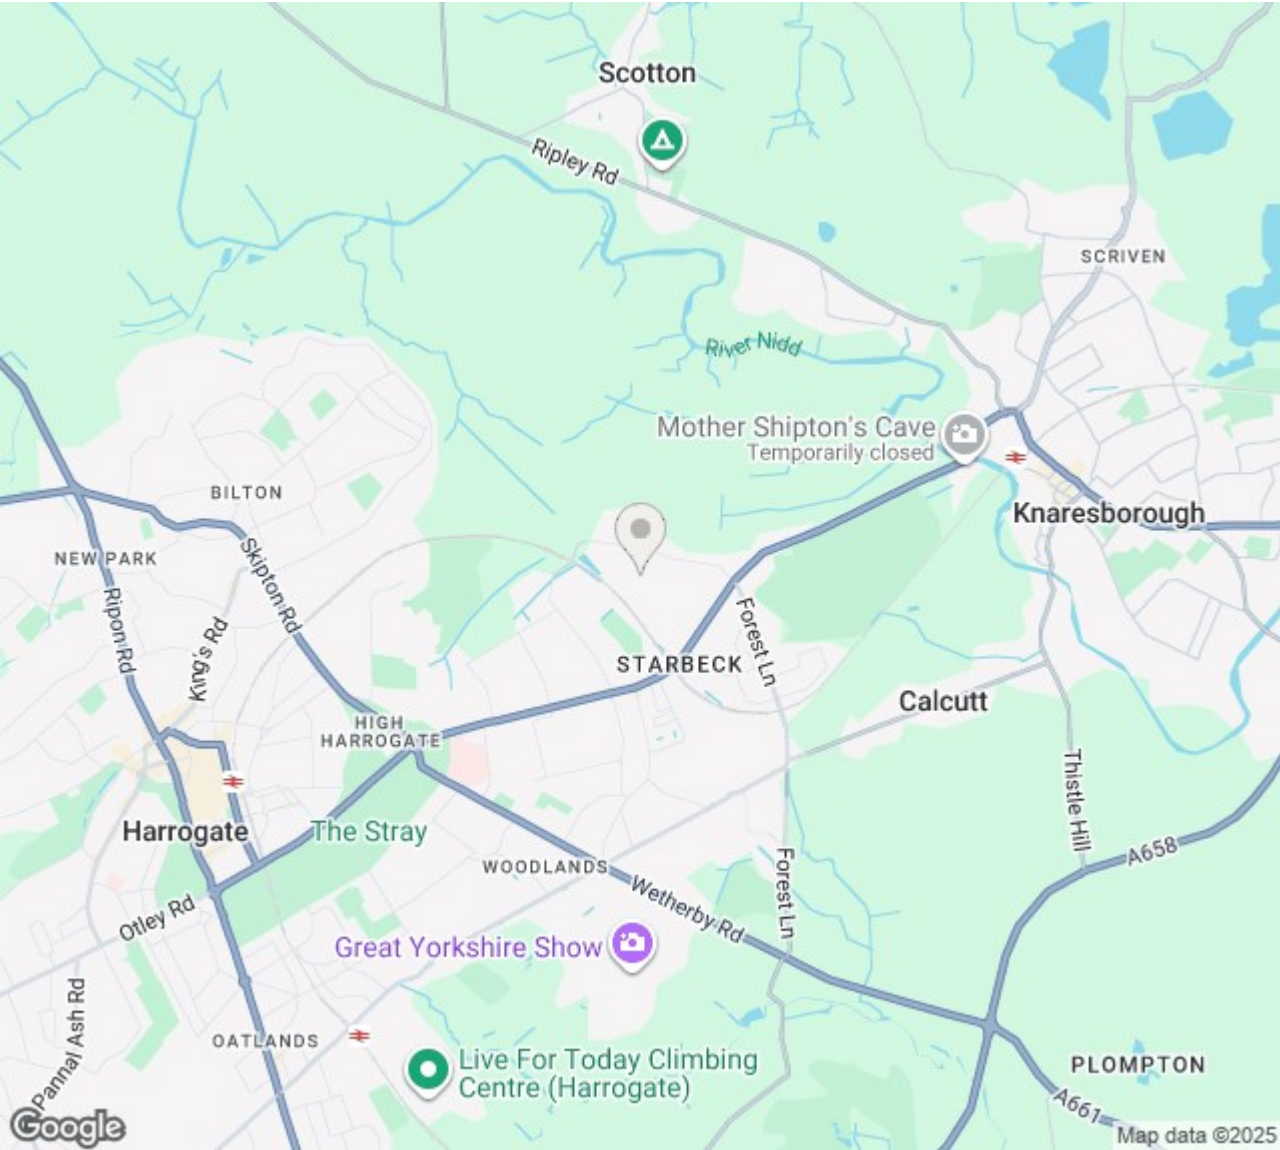 Scotton
Ripley Rd
SCRIVEN
River Nidd
Mother Shipton's Cave
Temporarily closed
Knaresborough
BILTON
NEW PARK
Skipton Rd
Ripon Rd
King's Rd
Forest Ln
STARBECK
Calcutt
HIGH
HARROGATE
Thistle Hill
Harrogate
The Stray
A658
WOODLANDS
Forest Ln
Wetherby Rd
Otley Rd
Great Yorkshire Show
Pannal Ash Rd
OATLANDS
Live For Today Climbing
Centre (Harrogate)
PLOMPTON
A661
Google
Map data ©2025